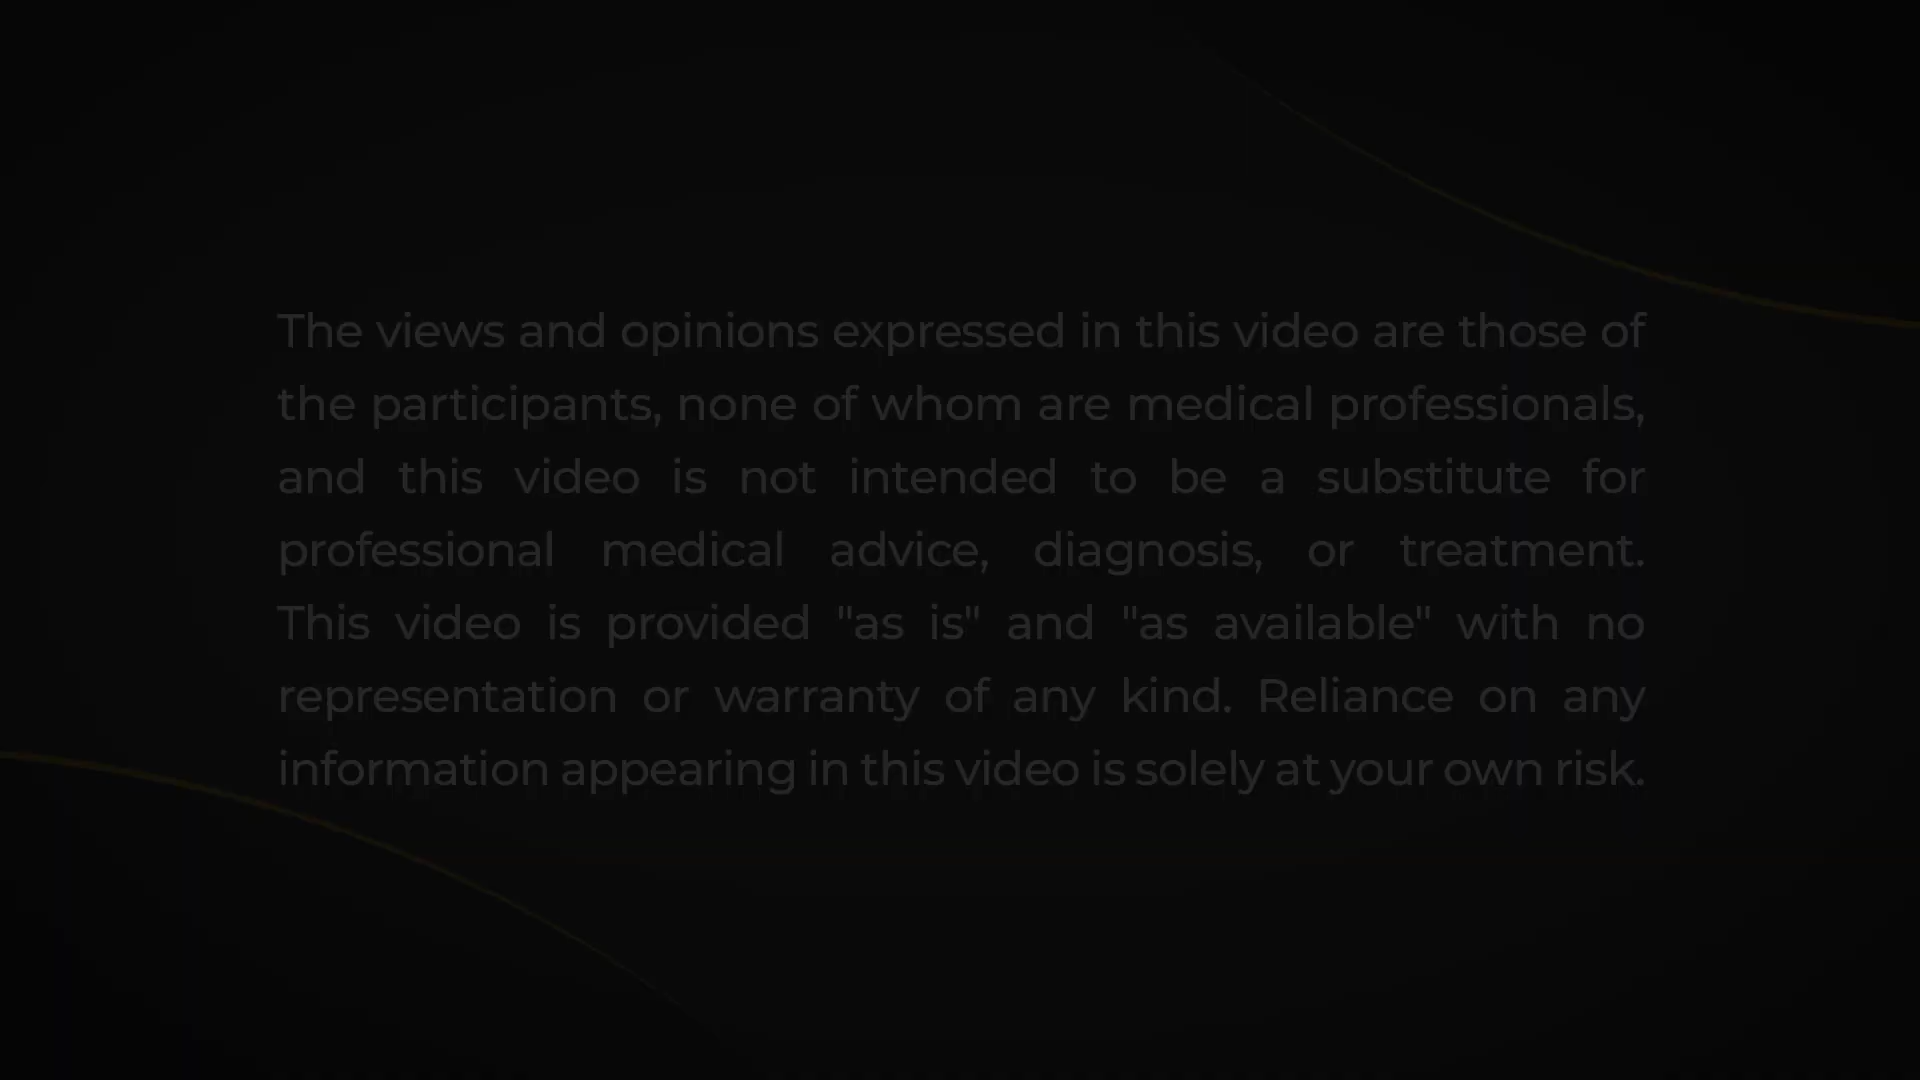 The views and opinions expressed in this video are those of
the participants, none of whom are medical professionals,
and this video is not intended to be a substitute for
professional medical advice, diagnosis, or treatment.
This video is provided "as is" and "as available" with no
representation or warranty of any kind. Reliance on any
information appearing in this video is solely at your own risk.